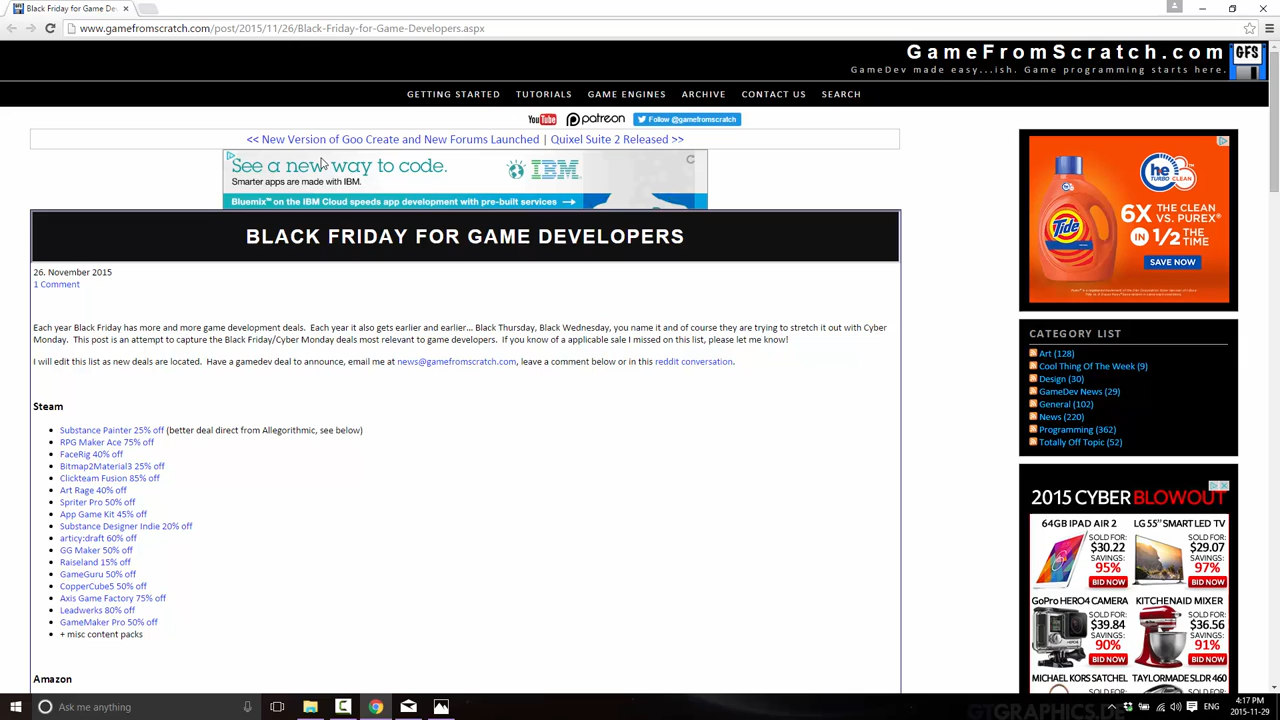 Black Friday for Game De
www.gamefromscratch.com/post/2015/11/26/Black-Friday-for-Game-Developers.aspx
GameFromScratch.com
GFS
GameDev made easy...ish. Game programming starts here.
GETTING STARTED TUTORIALS GAME ENGINES ARCHIVE CONTACT US SEARCH
YouTube patreon Follow @gamefromscratch
<< New Version of Goo Create and New Forums Launched | Quixel Suite 2 Released >>
See a new way to code.
Smarter apps are made with IBM.
IBM
Bluemix™ on the IBM Cloud speeds app development with pre-built services
BLACK FRIDAY FOR GAME DEVELOPERS
26. November 2015
1 Comment
Each year Black Friday has more and more game development deals. Each year it also gets earlier and earlier... Black Thursday, Black Wednesday, you name it and of course they are trying to stretch it out with Cyber
Monday. This post is an attempt to capture the Black Friday/Cyber Monday deals most relevant to game developers. If you know of a applicable sale I missed on this list, please let me know!
I will edit this list as new deals are located. Have a gamedev deal to announce, email me at news@gamefromscratch.com, leave a comment below or in this reddit conversation.
Steam
Substance Painter 25% off (better deal direct from Allegorithmic, see below)
RPG Maker Ace 75% off
FaceRig 40% off
Bitmap2Material3 25% off
Clickteam Fusion 85% off
Art Rage 40% off
Spriter Pro 50% off
App Game Kit 45% off
Substance Designer Indie 20% off
articy:draft 60% off
GG Maker 50% off
Raiseland 15% off
GameGuru 50% off
CopperCube5 50% off
Axis Game Factory 75% off
Leadwerks 80% off
GameMaker Pro 50% off
+ misc content packs
Amazon
he
TURBO CLEAN
Tide
6X THE CLEAN
VS. PUREX®
IN 1/2 THE TIME
SAVE NOW
CATEGORY LIST
Art (128)
Cool Thing Of The Week (9)
Design (30)
GameDev News (29)
General (102)
News (220)
Programming (362)
Totally Off Topic (52)
2015 CYBER BLOWOUT
64GB IPAD AIR 2
SOLD FOR:
$30.22
SAVINGS:
95%
BID NOW
LG 55" SMART LED TV
SOLD FOR:
$29.07
SAVINGS:
97%
BID NOW
GoPro HERO4 CAMERA
SOLD FOR:
$39.84
SAVINGS:
90%
BID NOW
KITCHENAID MIXER
SOLD FOR:
$36.56
SAVINGS:
91%
BID NOW
MICHAEL KORS SATCHEL
TAYLORMADE SLDR 460
SOLD FOR:
SOLD FOR:
Ask me anything
ENG
4:17 PM
2015-11-29